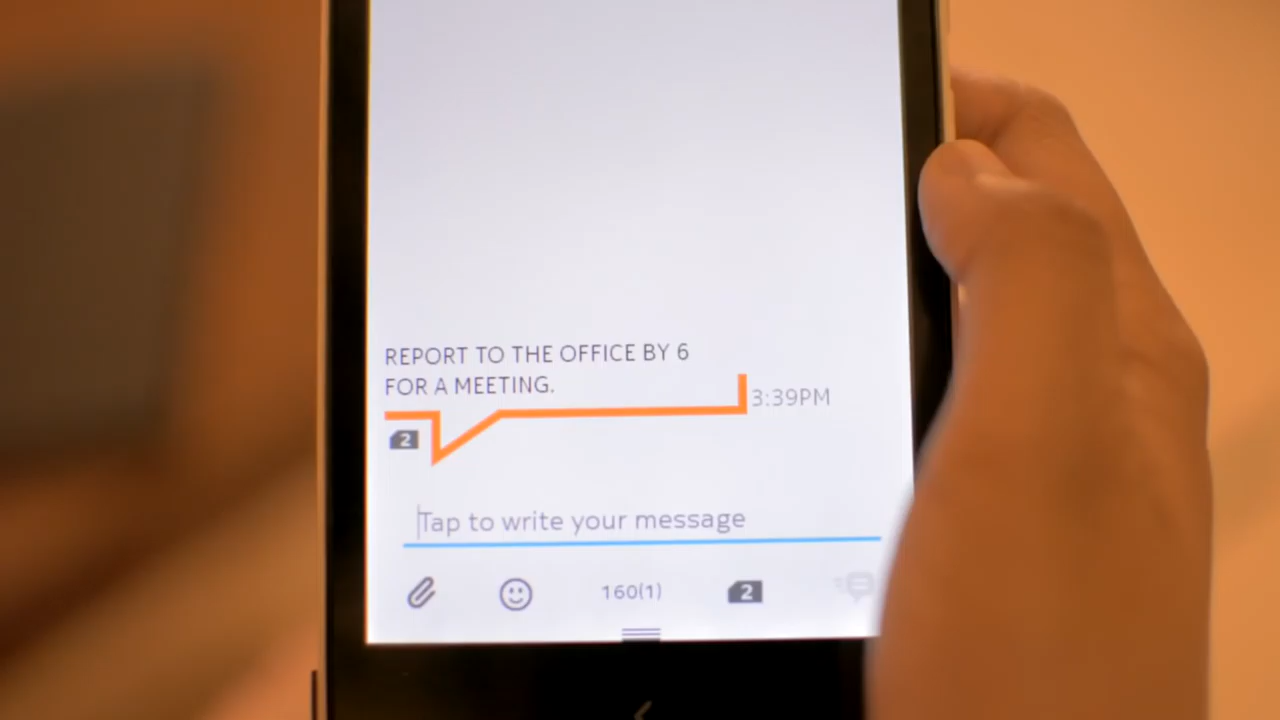 REPORT TO THE OFFICE BY 6
FOR A MEETING.
3:39PM
2
Tap to write your message
160(1)
2